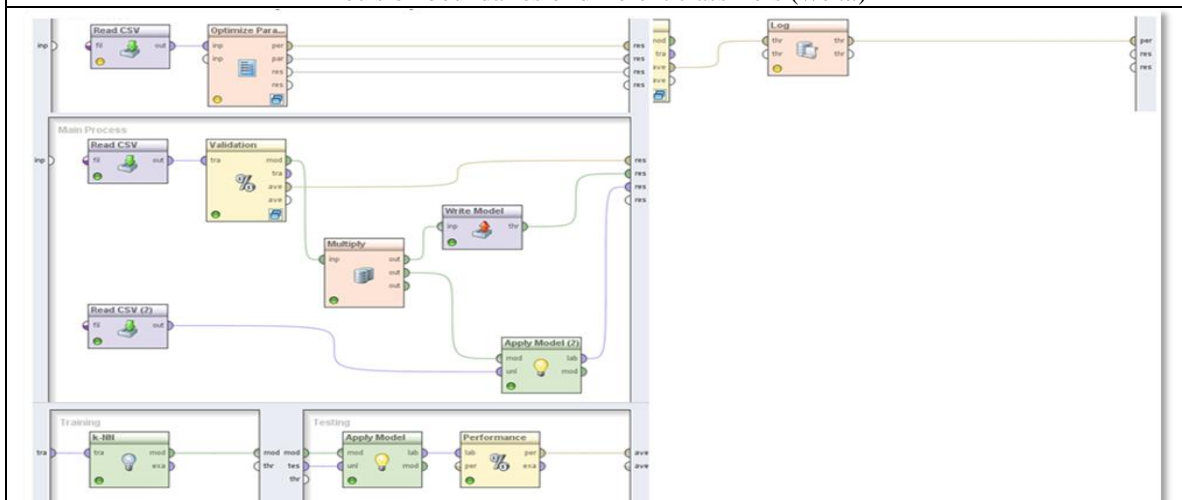 Read CSV
Optimize Para...
Log
inp
fil
out
inp
inp
per
par
res
res
res
res
res
res
mod
tra
ave
ave
thr
thr
thr
thr
per
res
res
Main Process
Read CSV
Validation
inp
fil
out
tra
mod
tra
ave
ave
res
res
res
res
Write Model
inp
thr
Multiply
inp
out
out
out
Read CSV (2)
fil
out
Apply Model (2)
mod
unl
lab
mod
Training
Testing
k-NN
Apply Model
Performance
tra
tra
mod
exa
mod
thr
mod
tes
thr
mod
unl
lab
mod
lab
per
per
exa
ave
ave